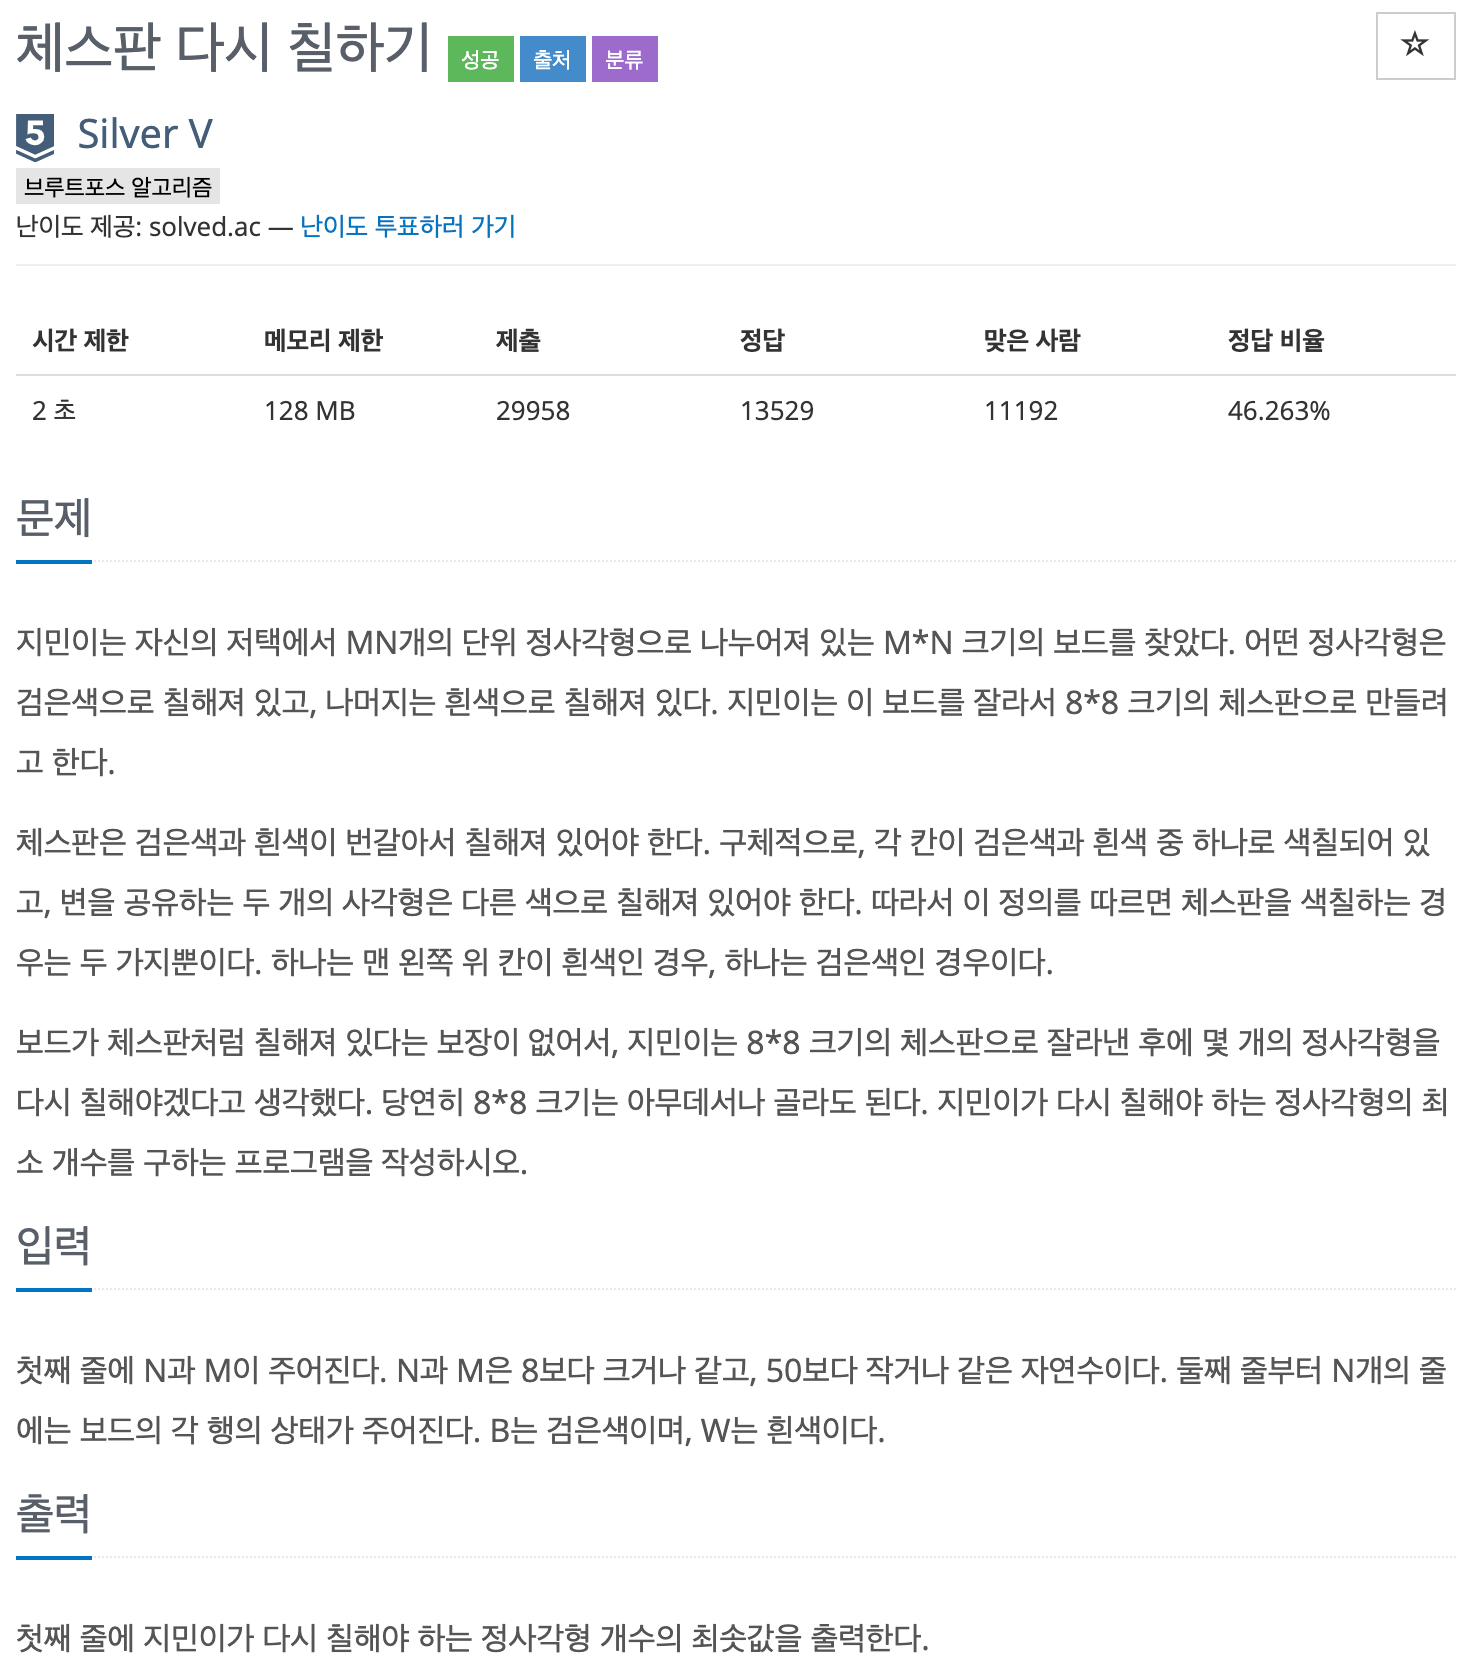 체스판 다시 칠하기 성공 출처 분류
☆
5 Silver V
브루트포스 알고리즘
난이도 제공: solved.ac — 난이도 투표하러 가기
시간 제한 메모리 제한 제출 정답 맞은 사람 정답 비율
2 초 128 MB 29958 13529 11192 46.263%
문제
지민이는 자신의 저택에서 MN개의 단위 정사각형으로 나누어져 있는 M*N 크기의 보드를 찾았다. 어떤 정사각형은
검은색으로 칠해져 있고, 나머지는 흰색으로 칠해져 있다. 지민이는 이 보드를 잘라서 8*8 크기의 체스판으로 만들려
고 한다.
체스판은 검은색과 흰색이 번갈아서 칠해져 있어야 한다. 구체적으로, 각 칸이 검은색과 흰색 중 하나로 색칠되어 있
고, 변을 공유하는 두 개의 사각형은 다른 색으로 칠해져 있어야 한다. 따라서 이 정의를 따르면 체스판을 색칠하는 경
우는 두 가지뿐이다. 하나는 맨 왼쪽 위 칸이 흰색인 경우, 하나는 검은색인 경우이다.
보드가 체스판처럼 칠해져 있다는 보장이 없어서, 지민이는 8*8 크기의 체스판으로 잘라낸 후에 몇 개의 정사각형을
다시 칠해야겠다고 생각했다. 당연히 8*8 크기는 아무데서나 골라도 된다. 지민이가 다시 칠해야 하는 정사각형의 최
소 개수를 구하는 프로그램을 작성하시오.
입력
첫째 줄에 N과 M이 주어진다. N과 M은 8보다 크거나 같고, 50보다 작거나 같은 자연수이다. 둘째 줄부터 N개의 줄
에는 보드의 각 행의 상태가 주어진다. B는 검은색이며, W는 흰색이다.
출력
첫째 줄에 지민이가 다시 칠해야 하는 정사각형 개수의 최솟값을 출력한다.